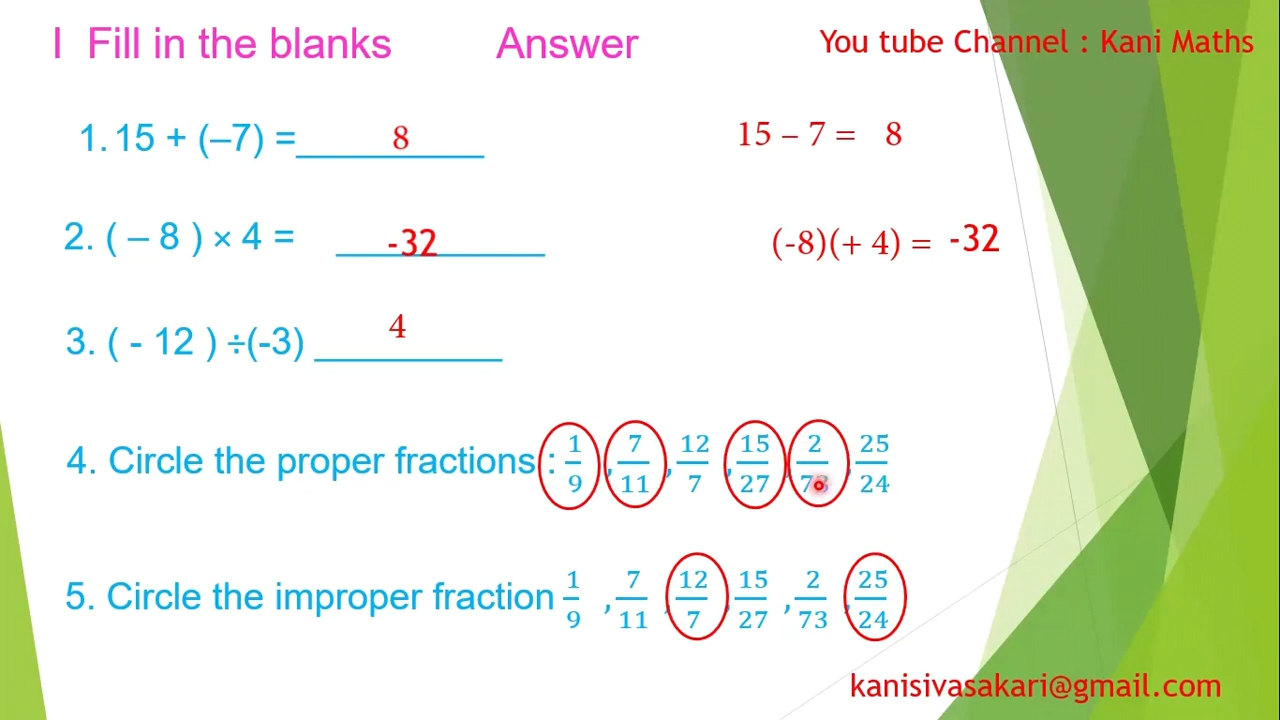 I Fill in the blanks Answer You tube Channel : Kani Maths
1. 15 + (–7) =_________ 8 15 – 7 = 8
2. ( – 8 ) × 4 = __________ -32 (-8)(+ 4) = -32
3. ( - 12 ) ÷(-3) _________ 4
4. Circle the proper fractions : 1/9 , 7/11 , 12/7 , 15/27 , 2/73 , 25/24
5. Circle the improper fraction 1/9 , 7/11 , 12/7 , 15/27 , 2/73 , 25/24
kanisivasakari@gmail.com